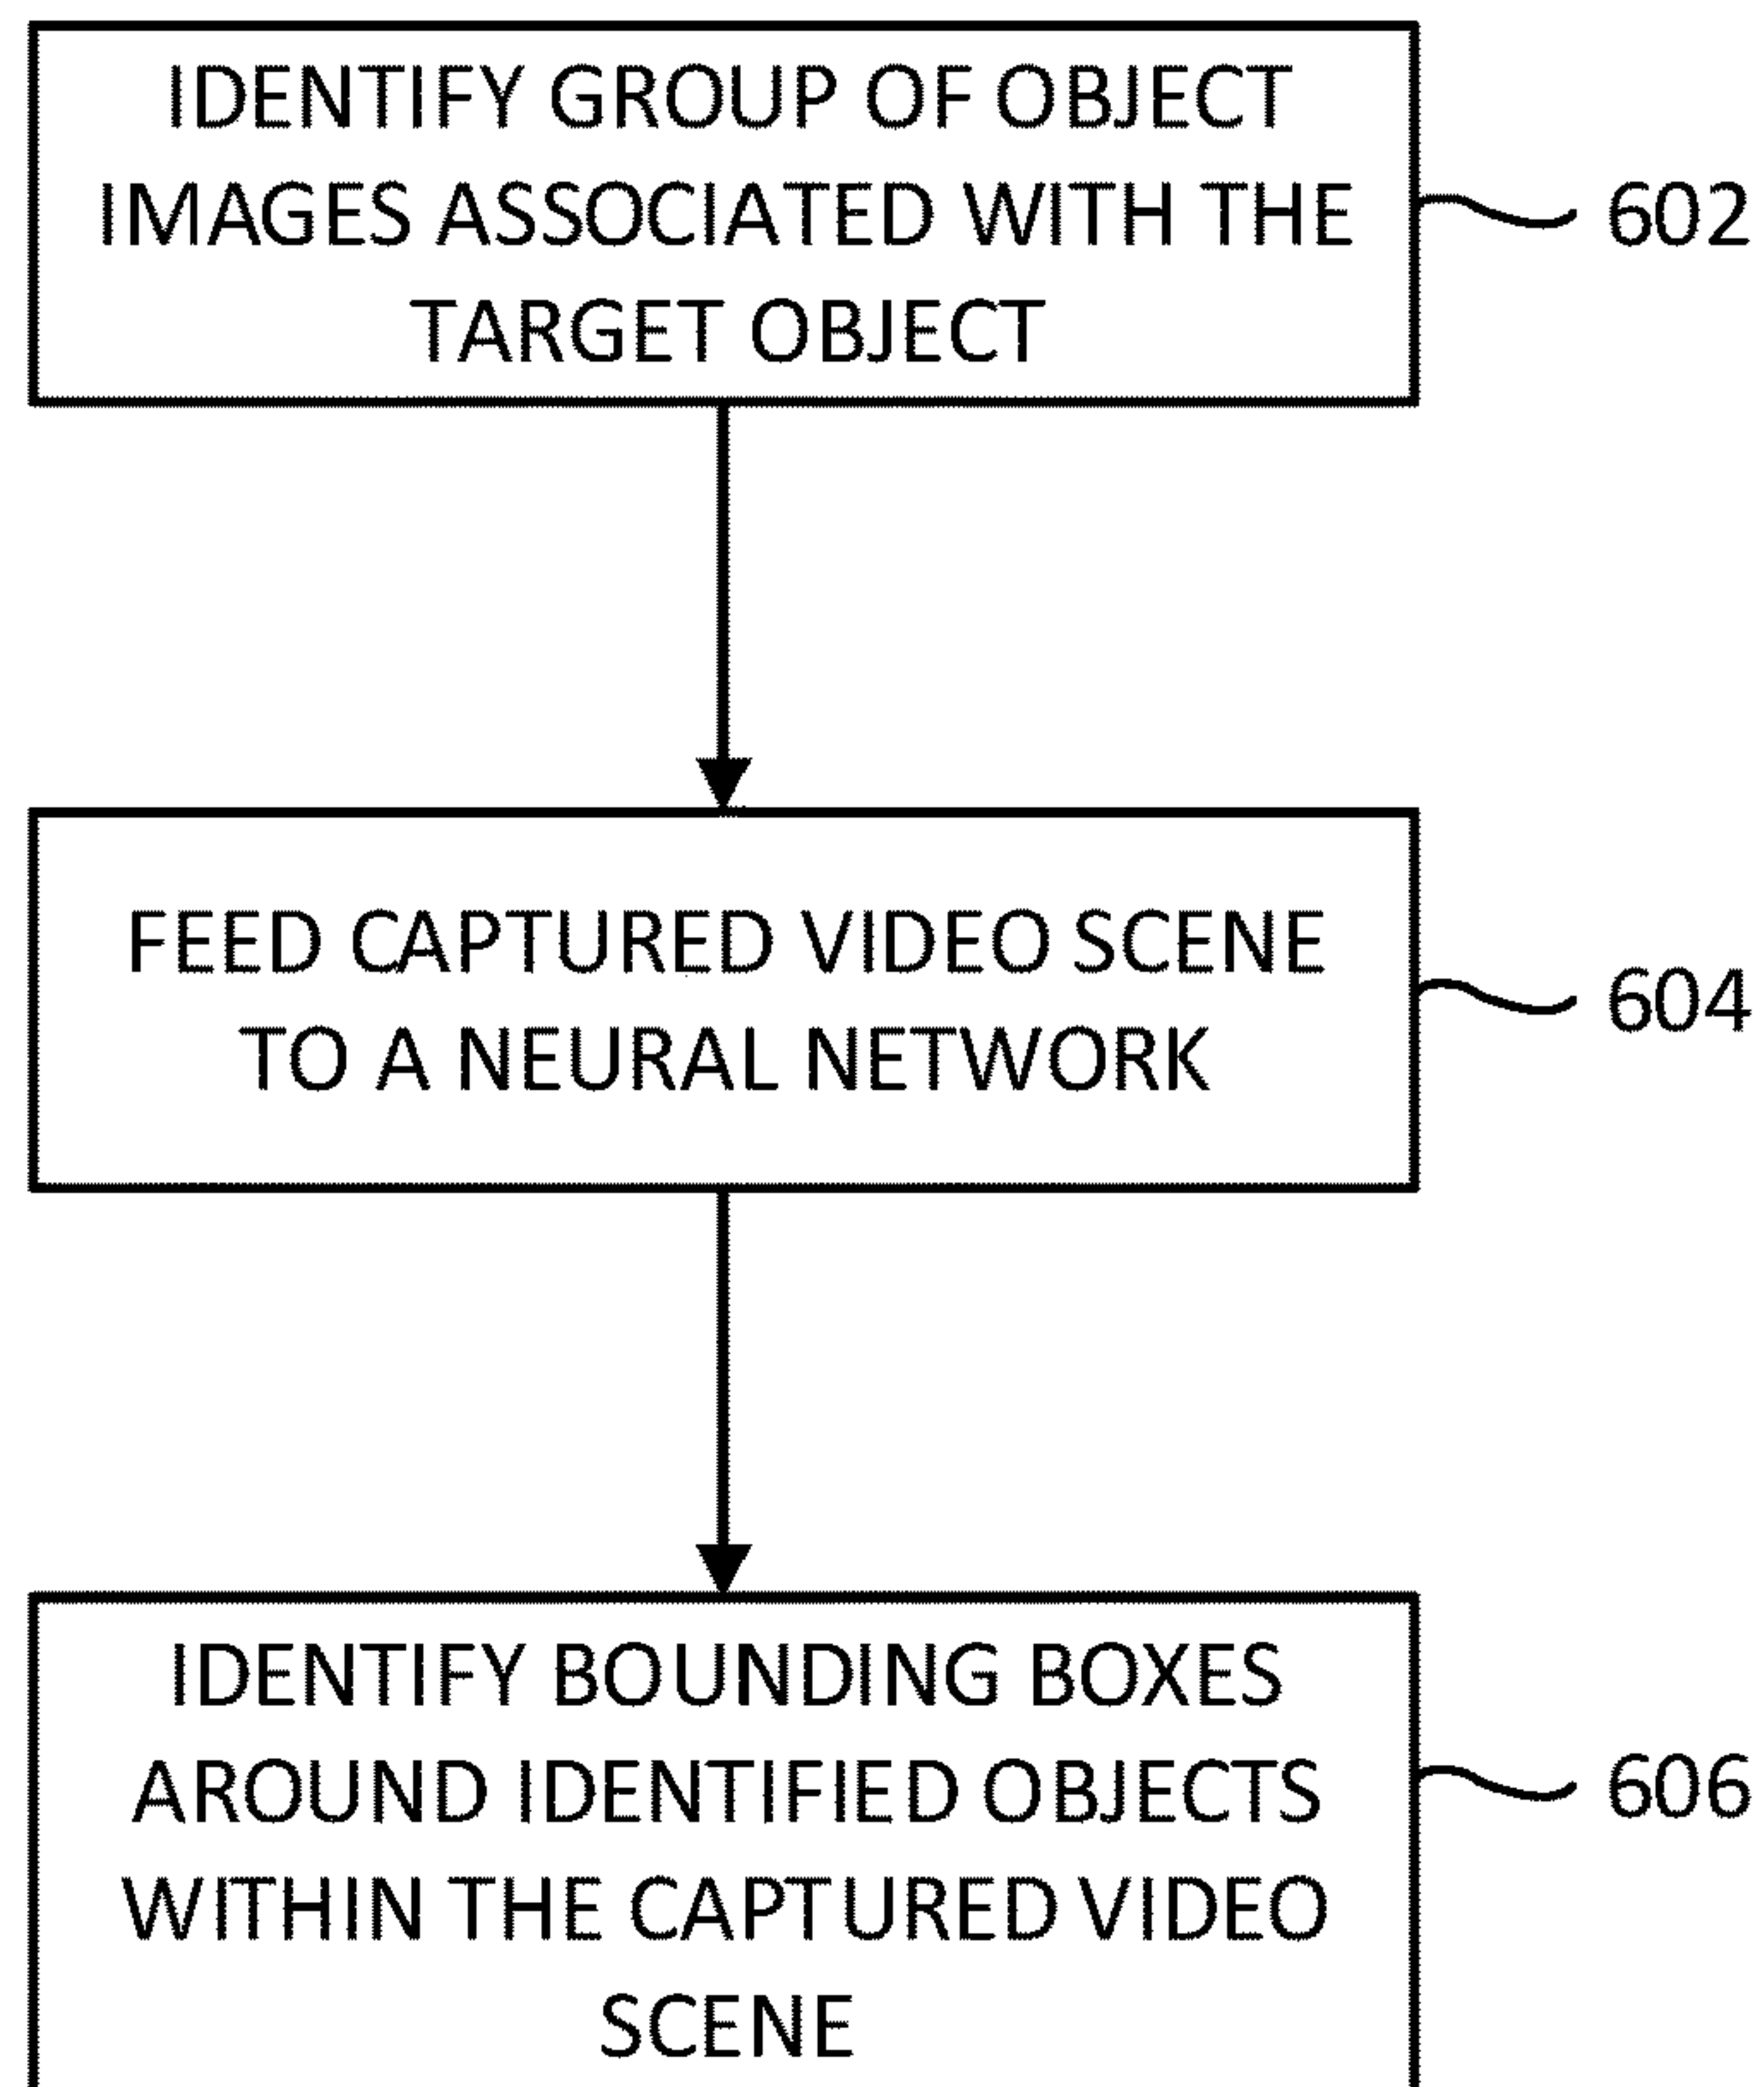 IDENTIFY GROUP OF OBJECT
IMAGES ASSOCIATED WITH THE
TARGET OBJECT
602
FEED CAPTURED VIDEO SCENE
TO A NEURAL NETWORK
604
IDENTIFY BOUNDING BOXES
AROUND IDENTIFIED OBJECTS
WITHIN THE CAPTURED VIDEO
SCENE
606